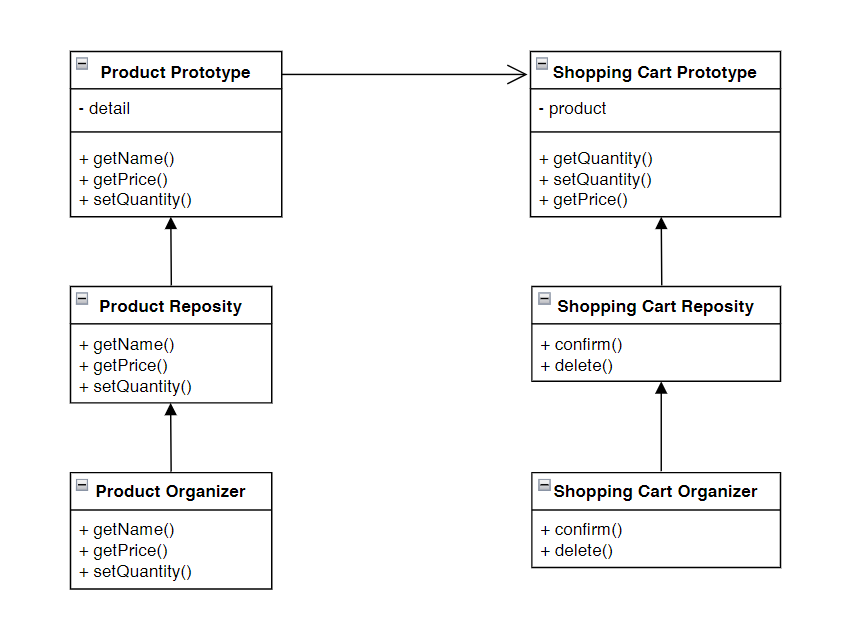 Product Prototype
- detail
+ getName()
+ getPrice()
+ setQuantity()
Shopping Cart Prototype
- product
+ getQuantity()
+ setQuantity()
+ getPrice()
Product Reposity
+ getName()
+ getPrice()
+ setQuantity()
Shopping Cart Reposity
+ confirm()
+ delete()
Product Organizer
+ getName()
+ getPrice()
+ setQuantity()
Shopping Cart Organizer
+ confirm()
+ delete()